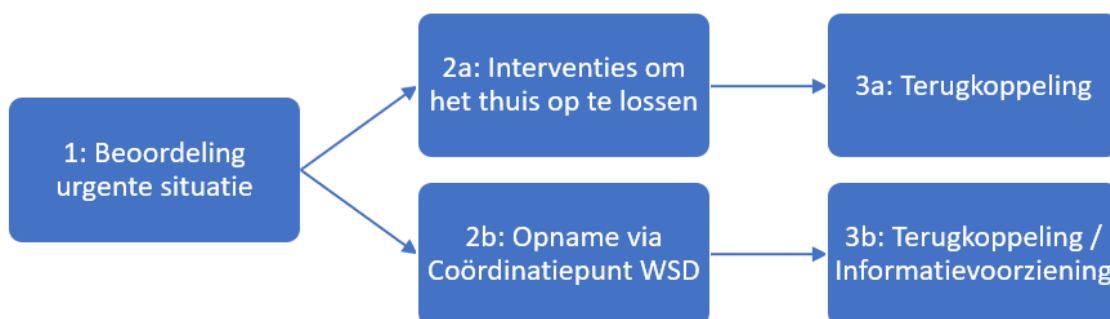 1: Beoordeling
urgente situatie
2a: Interventies om
het thuis op te lossen
3a: Terugkoppeling
2b: Opname via
Coördinatiepunt WSD
3b: Terugkoppeling /
Informatievoorziening